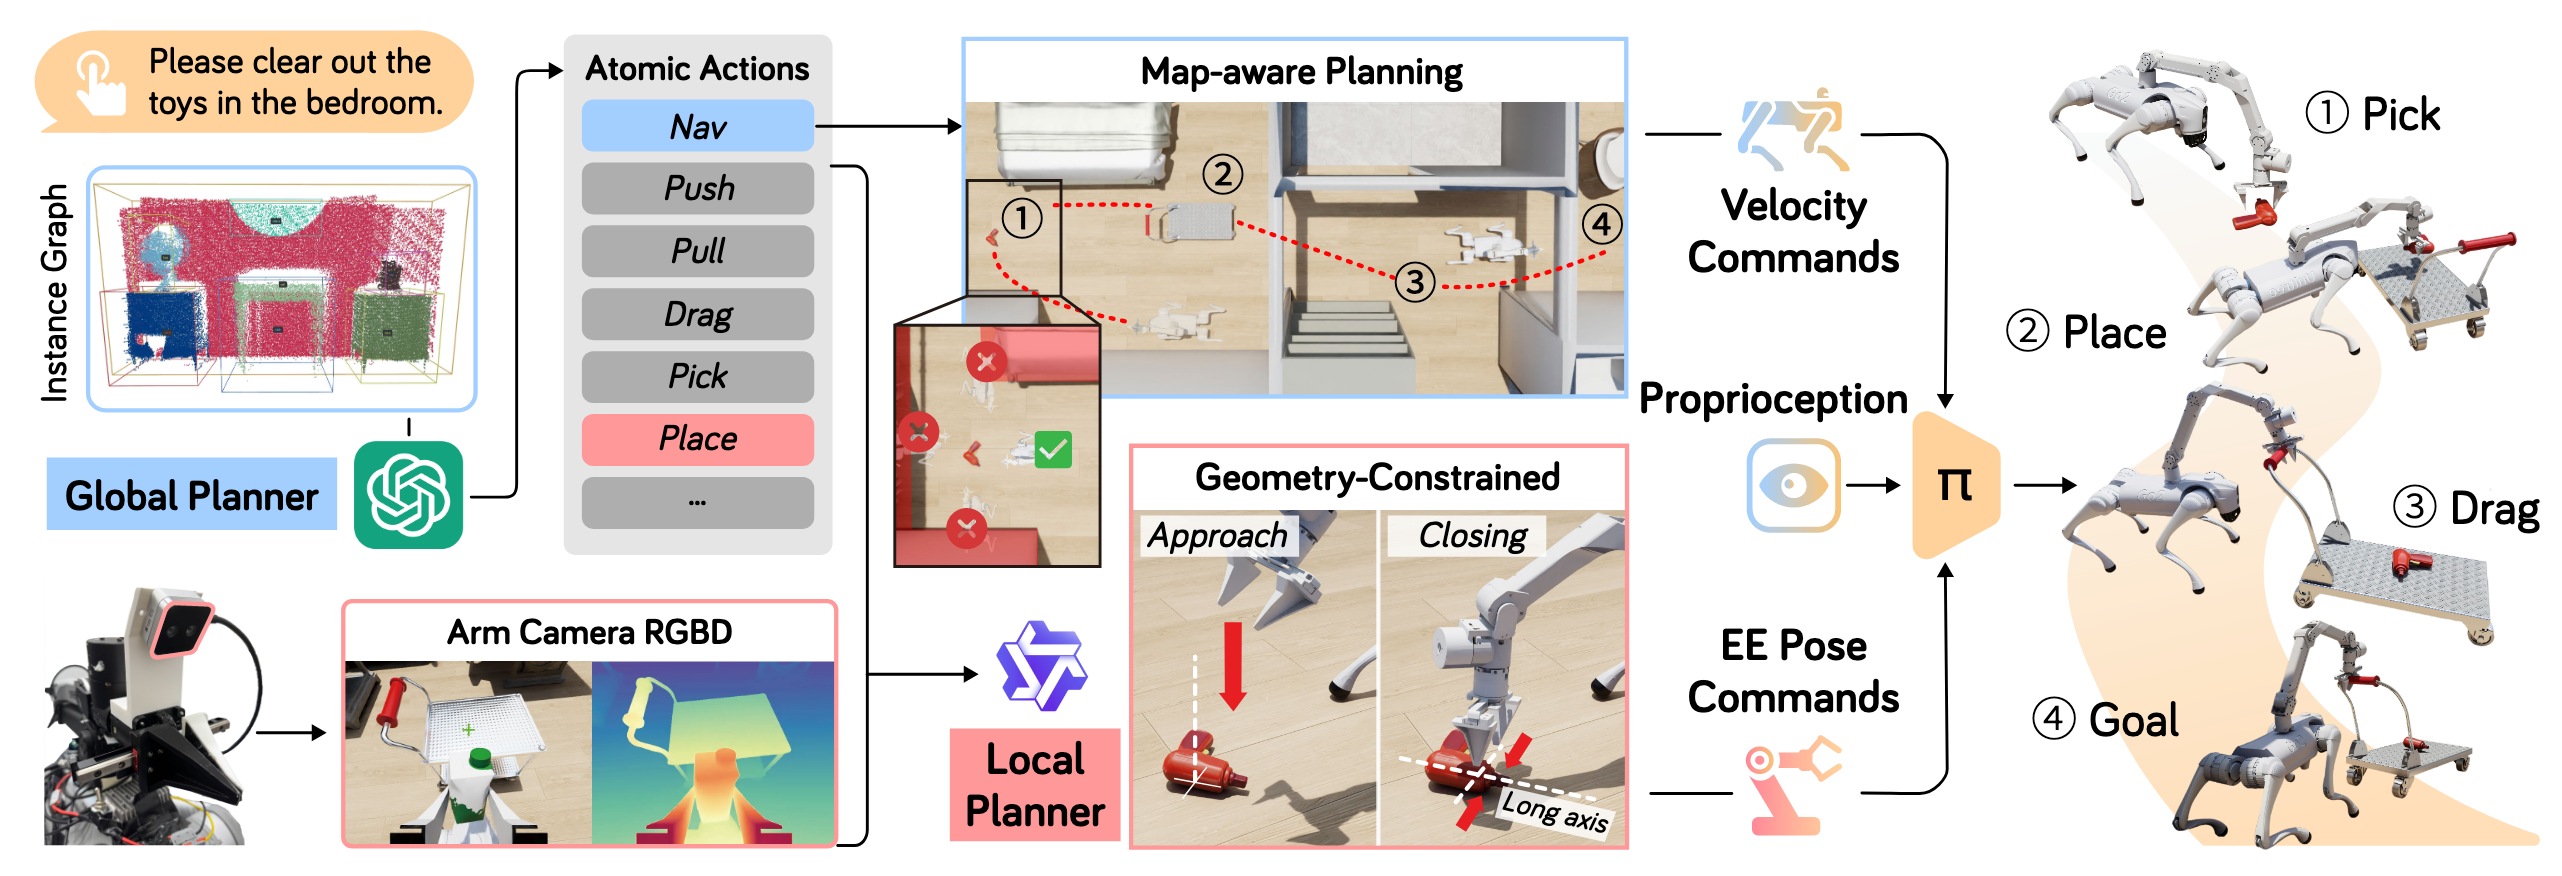 Please clear out the
toys in the bedroom.
Instance Graph
Global Planner
Atomic Actions
Nav
Push
Pull
Drag
Pick
Place
...
Arm Camera RGBD
Map-aware Planning
①
②
③
④
Local
Planner
Geometry-Constrained
Approach
Closing
Long axis
Velocity
Commands
Proprioception
π
EE Pose
Commands
① Pick
② Place
③ Drag
④ Goal